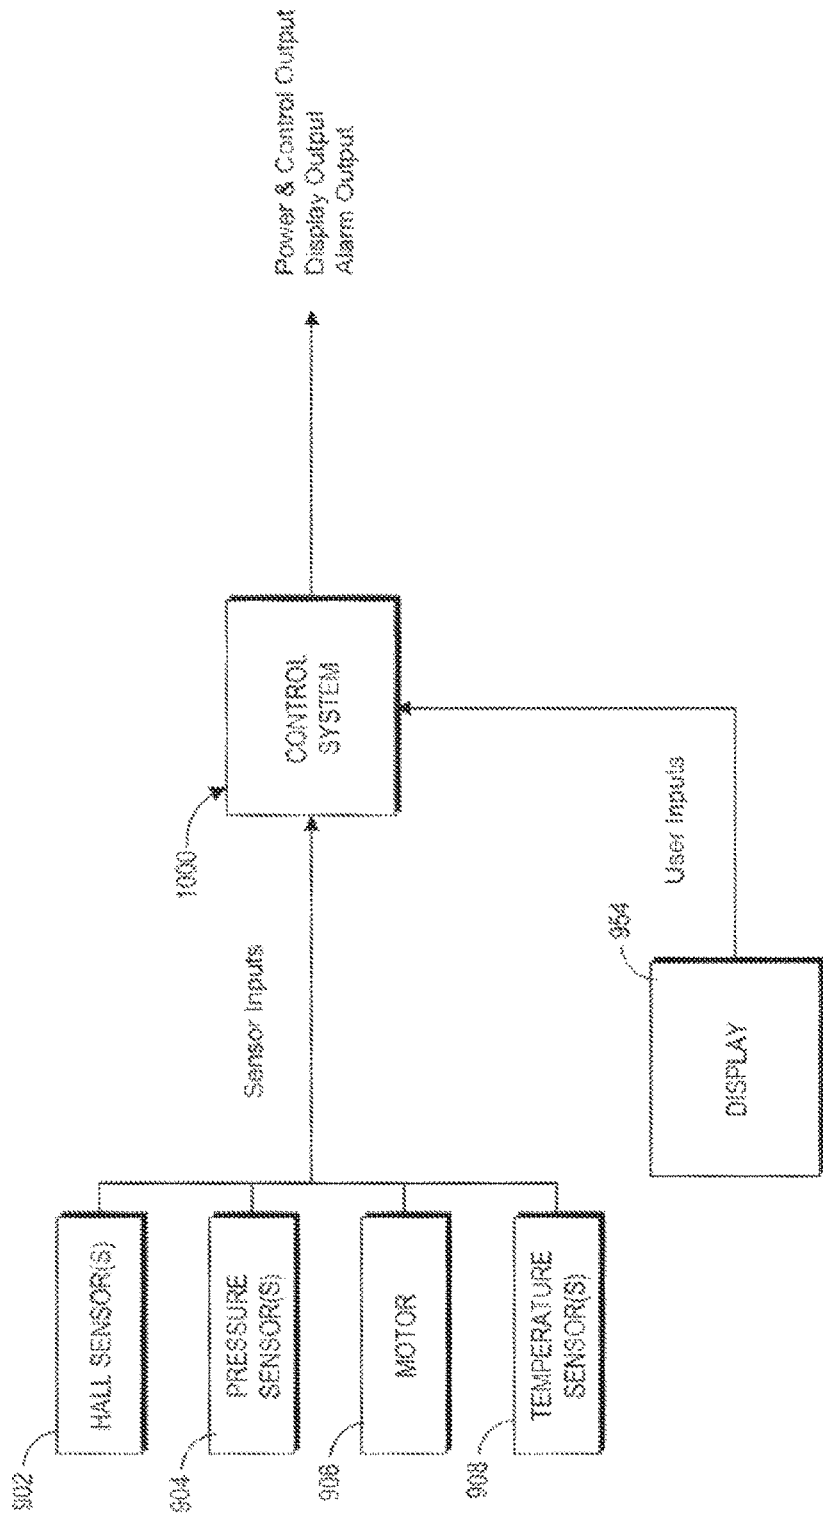 902
HALL SENSOR(S)
904
PRESSURE
SENSOR(S)
906
MOTOR
908
TEMPERATURE
SENSOR(S)
Sensor Inputs
1000
CONTROL
SYSTEM
Power & Control Output
Display Output
Alarm Output
954
DISPLAY
User Inputs